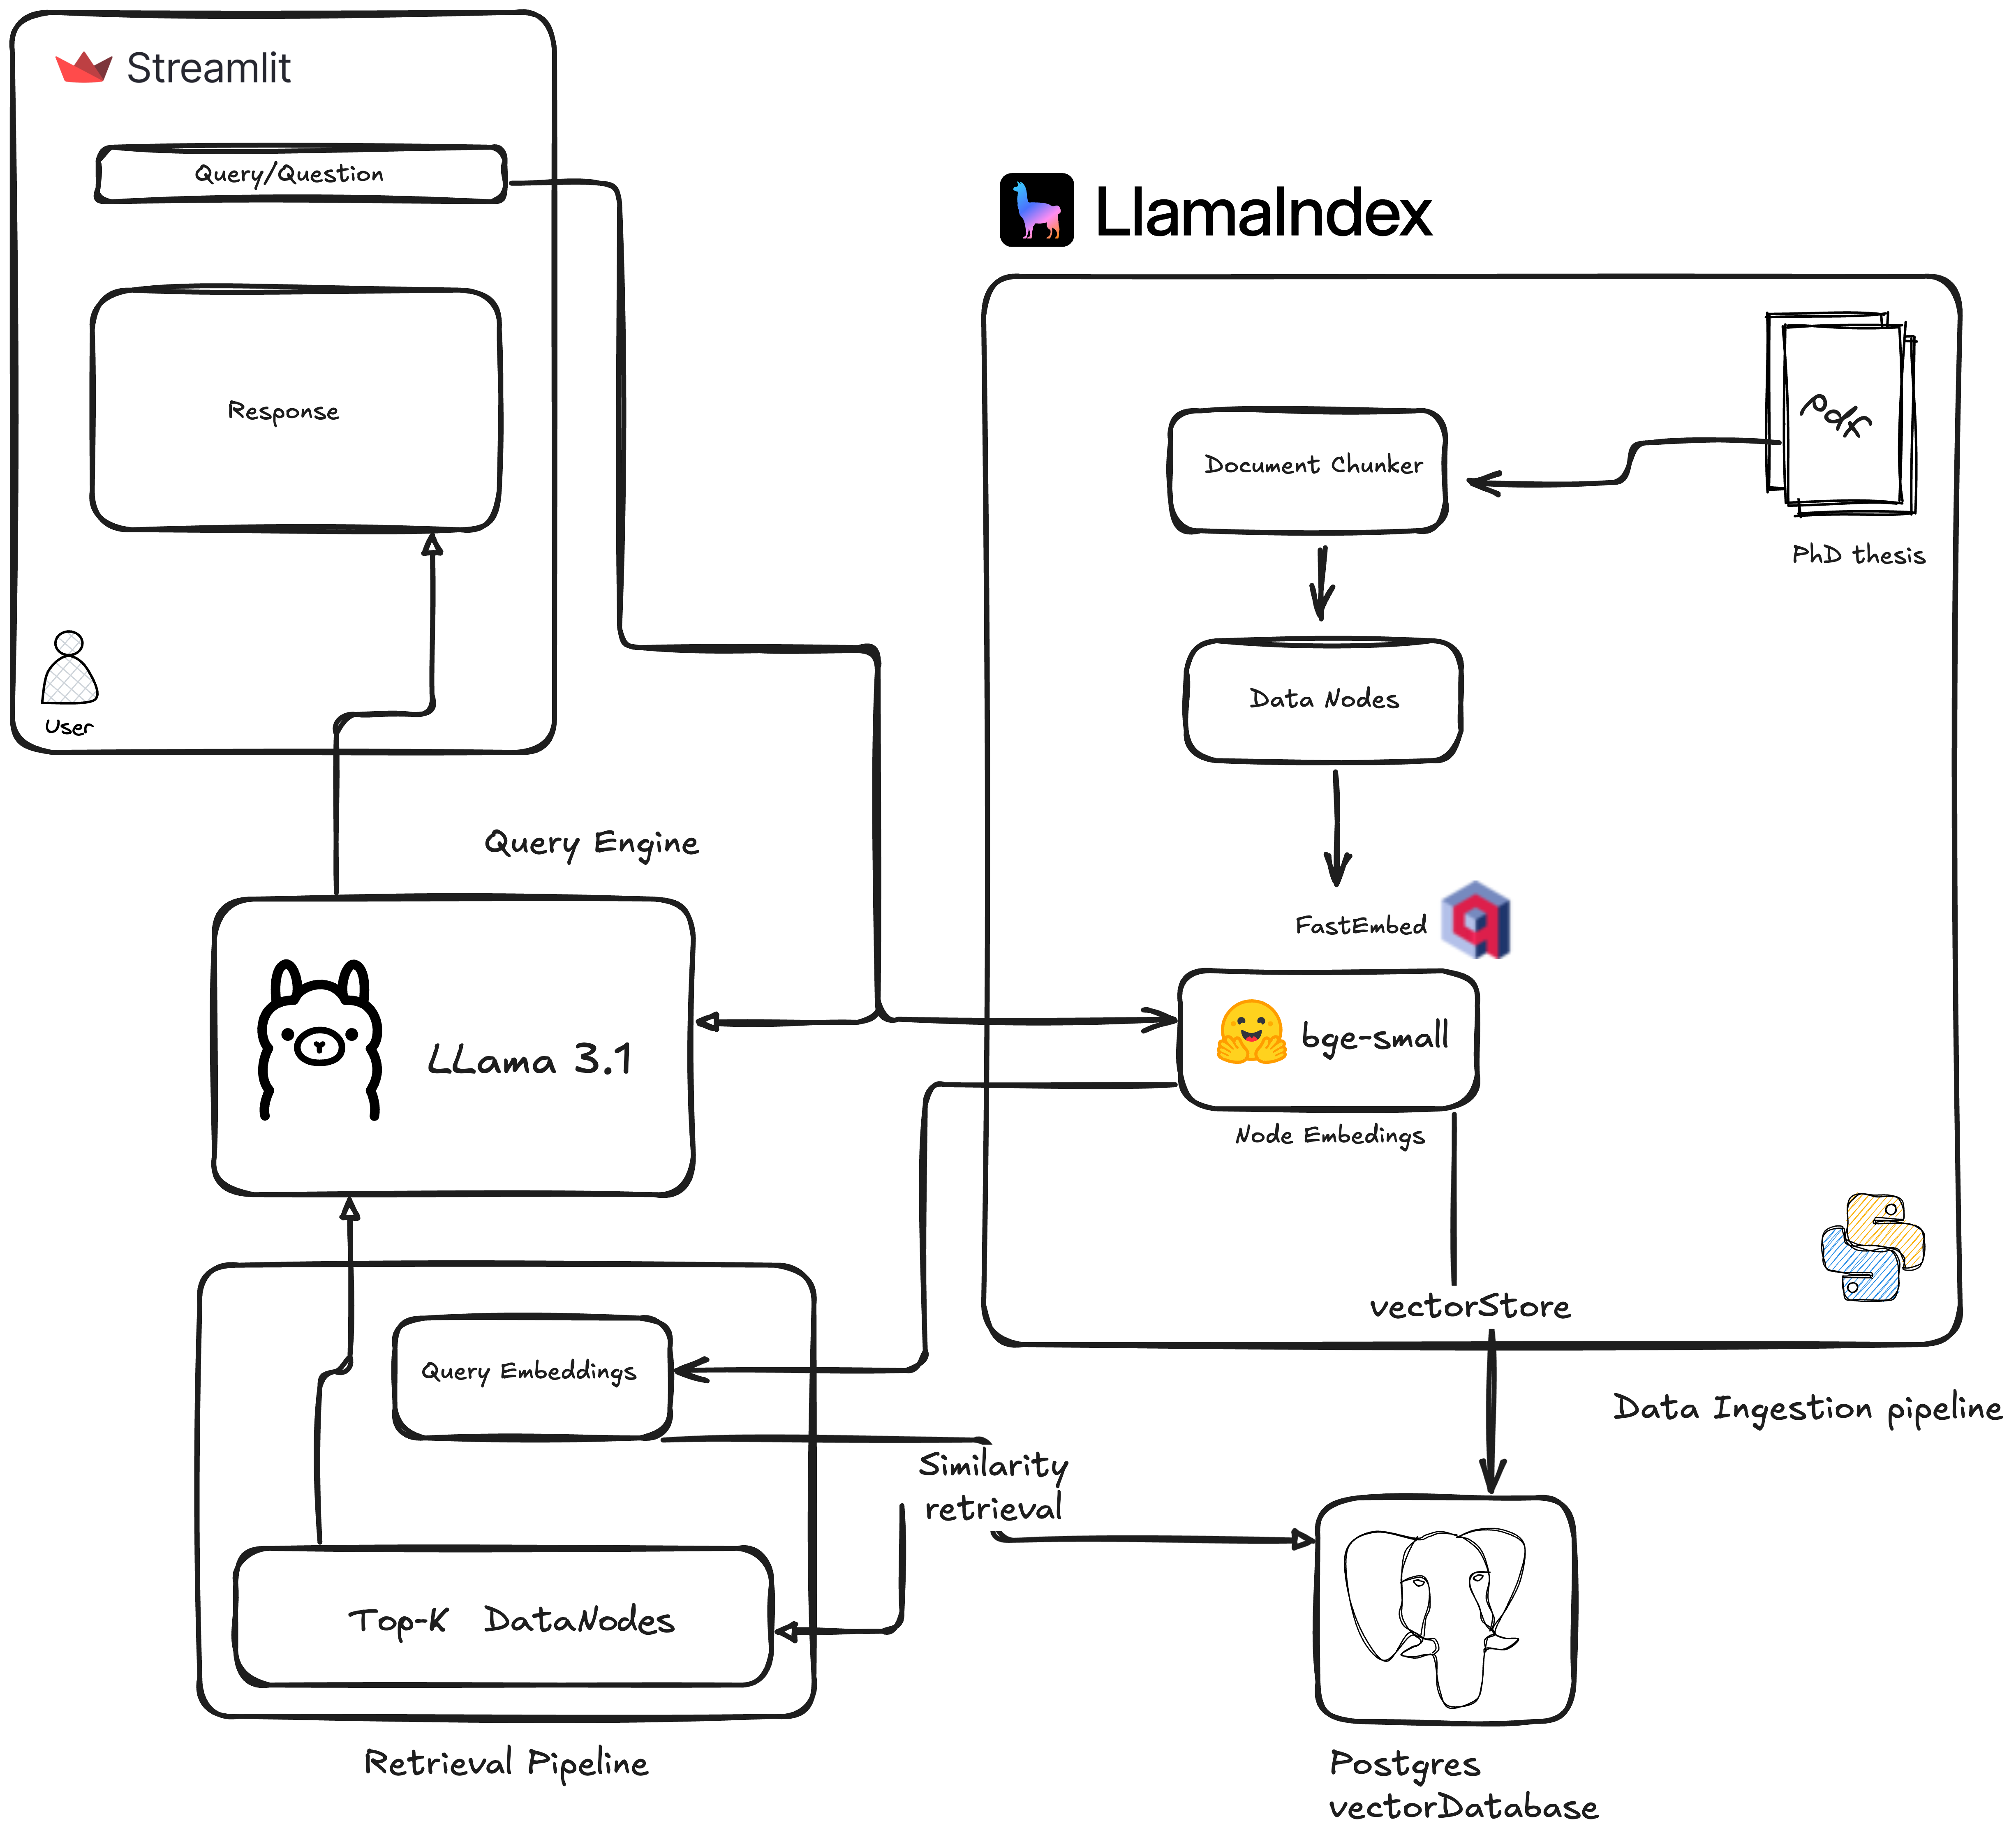 Streamlit
Query/Question
Response
User
LlamaIndex
pdf
PhD thesis
Document Chunker
Data Nodes
FastEmbed
bge-small
Node Embedings
vectorStore
Data Ingestion pipeline
Query Engine
LLama 3.1
Query Embeddings
Similarity
retrieval
Top-K DataNodes
Retrieval Pipeline
Postgres
vectorDatabase